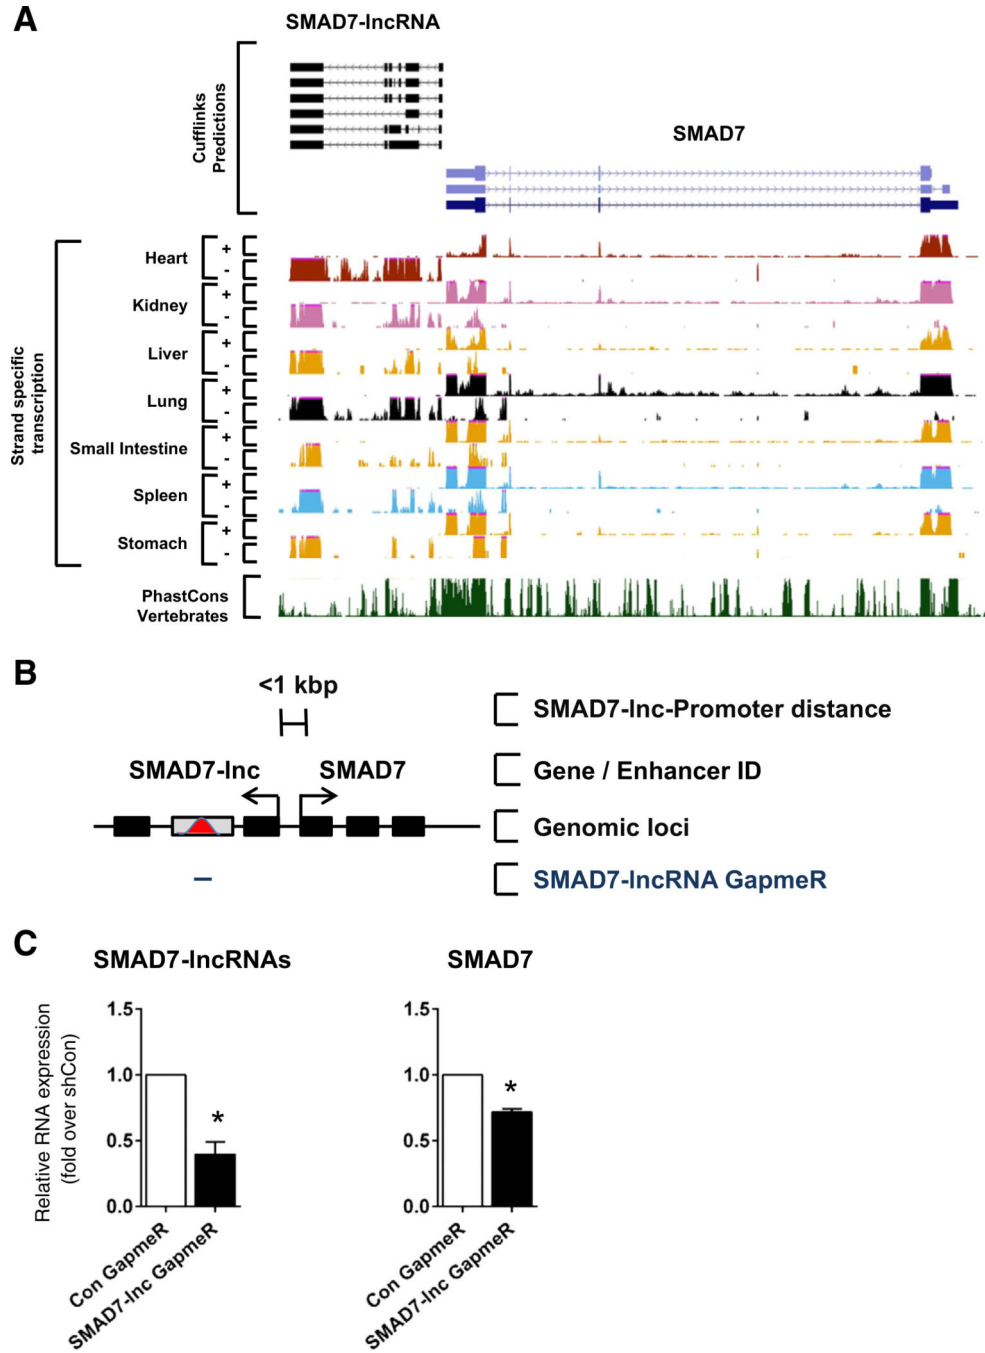 A
SMAD7-lncRNA
Cufflinks
Predictions
SMAD7
Strand specific
transcription
Heart
+
-
Kidney
+
-
Liver
+
-
Lung
+
-
Small Intestine
+
-
Spleen
+
-
Stomach
+
-
PhastCons
Vertebrates
B
<1 kbp
SMAD7-lnc-Promoter distance
SMAD7-lnc
SMAD7
Gene / Enhancer ID
Genomic loci
SMAD7-lncRNA GapmeR
C
SMAD7-lncRNAs
Relative RNA expression
(fold over shCon)
1.5
1.0
0.5
0.0
*
Con GapmeR
SMAD7-lnc GapmeR
SMAD7
1.5
1.0
0.5
0.0
*
Con GapmeR
SMAD7-lnc GapmeR